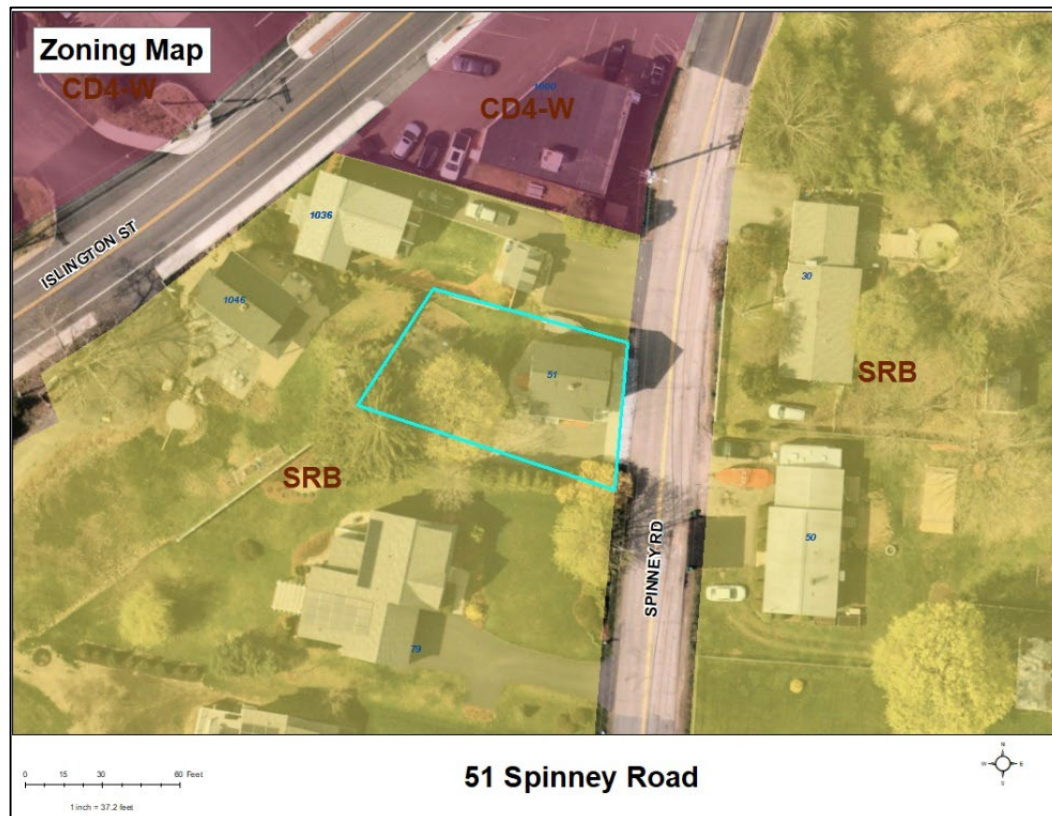 Zoning Map
CD4-W
CD4-W
ISLINGTON ST
1036
1046
30
51
SRB
SRB
SPINNEY RD
50
79
0 15 30 60 Feet
1 inch = 37.2 feet
51 Spinney Road
N
W E
S